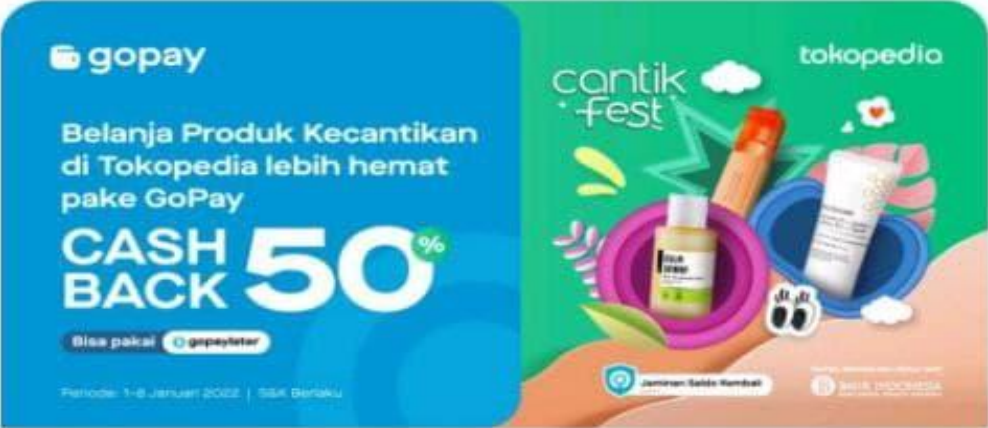 gopay
Belanja Produk Kecantikan
di Tokopedia lebih hemat
pake GoPay
CASH
BACK
50%
Bisa pakai gopaylater
Periode: 1-8 Januari 2022 | S&K Berlaku
cantik
fest
tokopedia
Jaminan Saldo Kembali
BANK INDONESIA